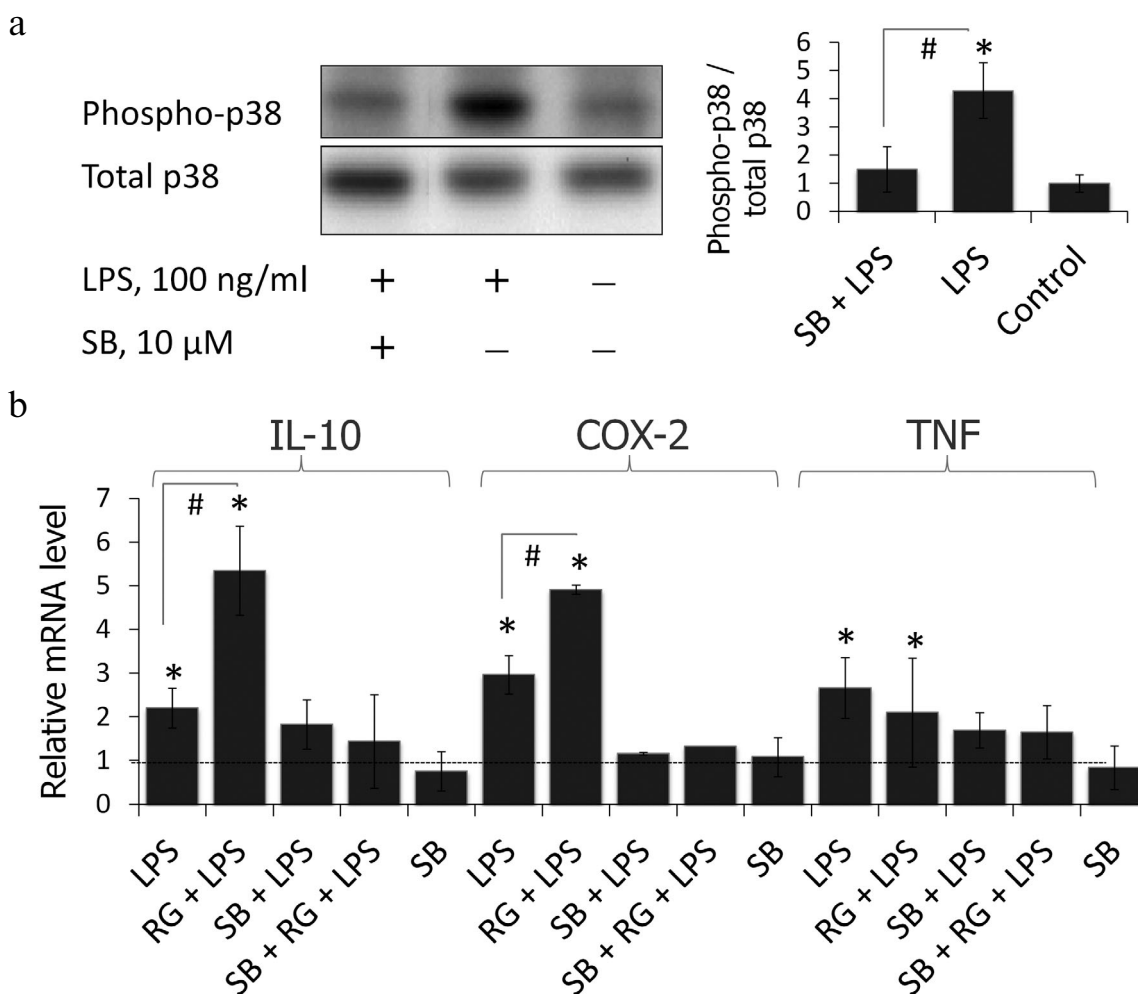 a
Phospho-p38
Total p38
LPS, 100 ng/ml + + –
SB, 10 μM + – –
Phospho-p38 /
total p38
6
5
4
3
2
1
0
# *
SB + LPS
LPS
Control
b
IL-10 COX-2 TNF
Relative mRNA level
7
6
5
4
3
2
1
0
* # * * # * * *
LPS
RG + LPS
SB + LPS
SB + RG + LPS
SB
LPS
RG + LPS
SB + LPS
SB + RG + LPS
SB
LPS
RG + LPS
SB + LPS
SB + RG + LPS
SB